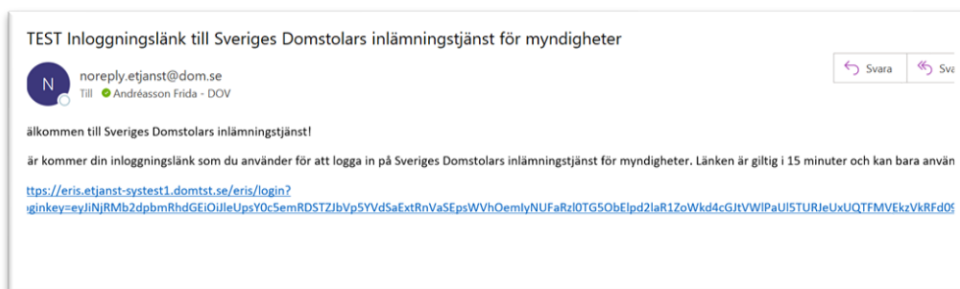 TEST Inloggningslänk till Sveriges Domstolars inlämningstjänst för myndigheter
N
noreply.etjanst@dom.se
Till Andréasson Frida - DOV
Svara
Sva
älkommen till Sveriges Domstolars inlämningstjänst!
är kommer din inloggningslänk som du använder för att logga in på Sveriges Domstolars inlämningstjänst för myndigheter. Länken är giltig i 15 minuter och kan bara använ
ttps://eris.etjanst-systest1.domtst.se/eris/login?